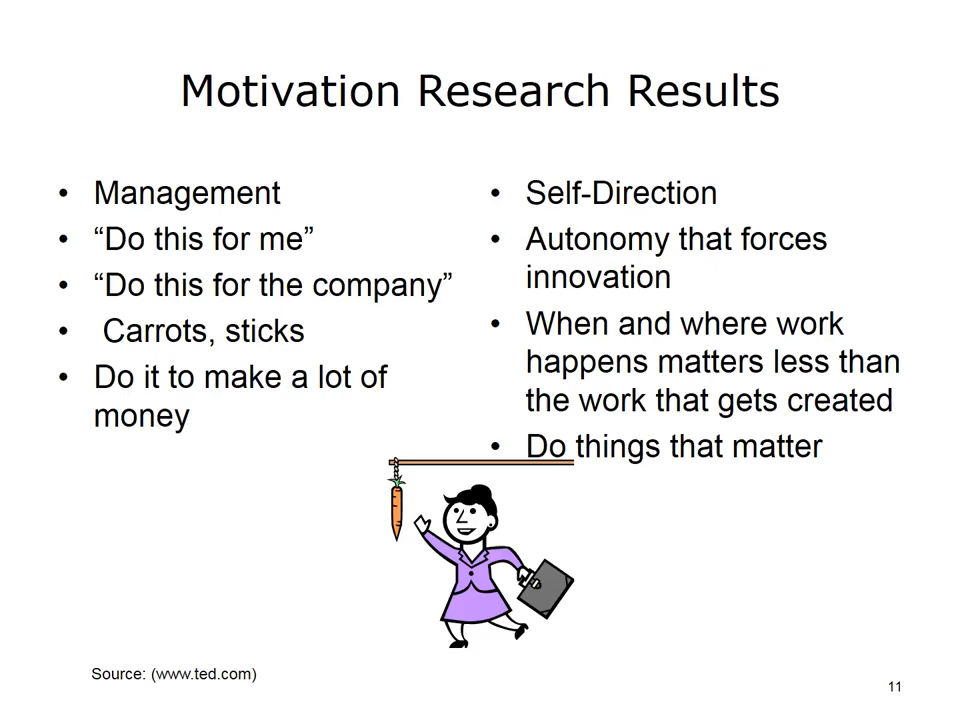 Motivation Research Results
• Management
• “Do this for me”
• “Do this for the company”
• Carrots, sticks
• Do it to make a lot of
money
• Self-Direction
• Autonomy that forces
innovation
• When and where work
happens matters less than
the work that gets created
• Do things that matter
Source: (www.ted.com)
11